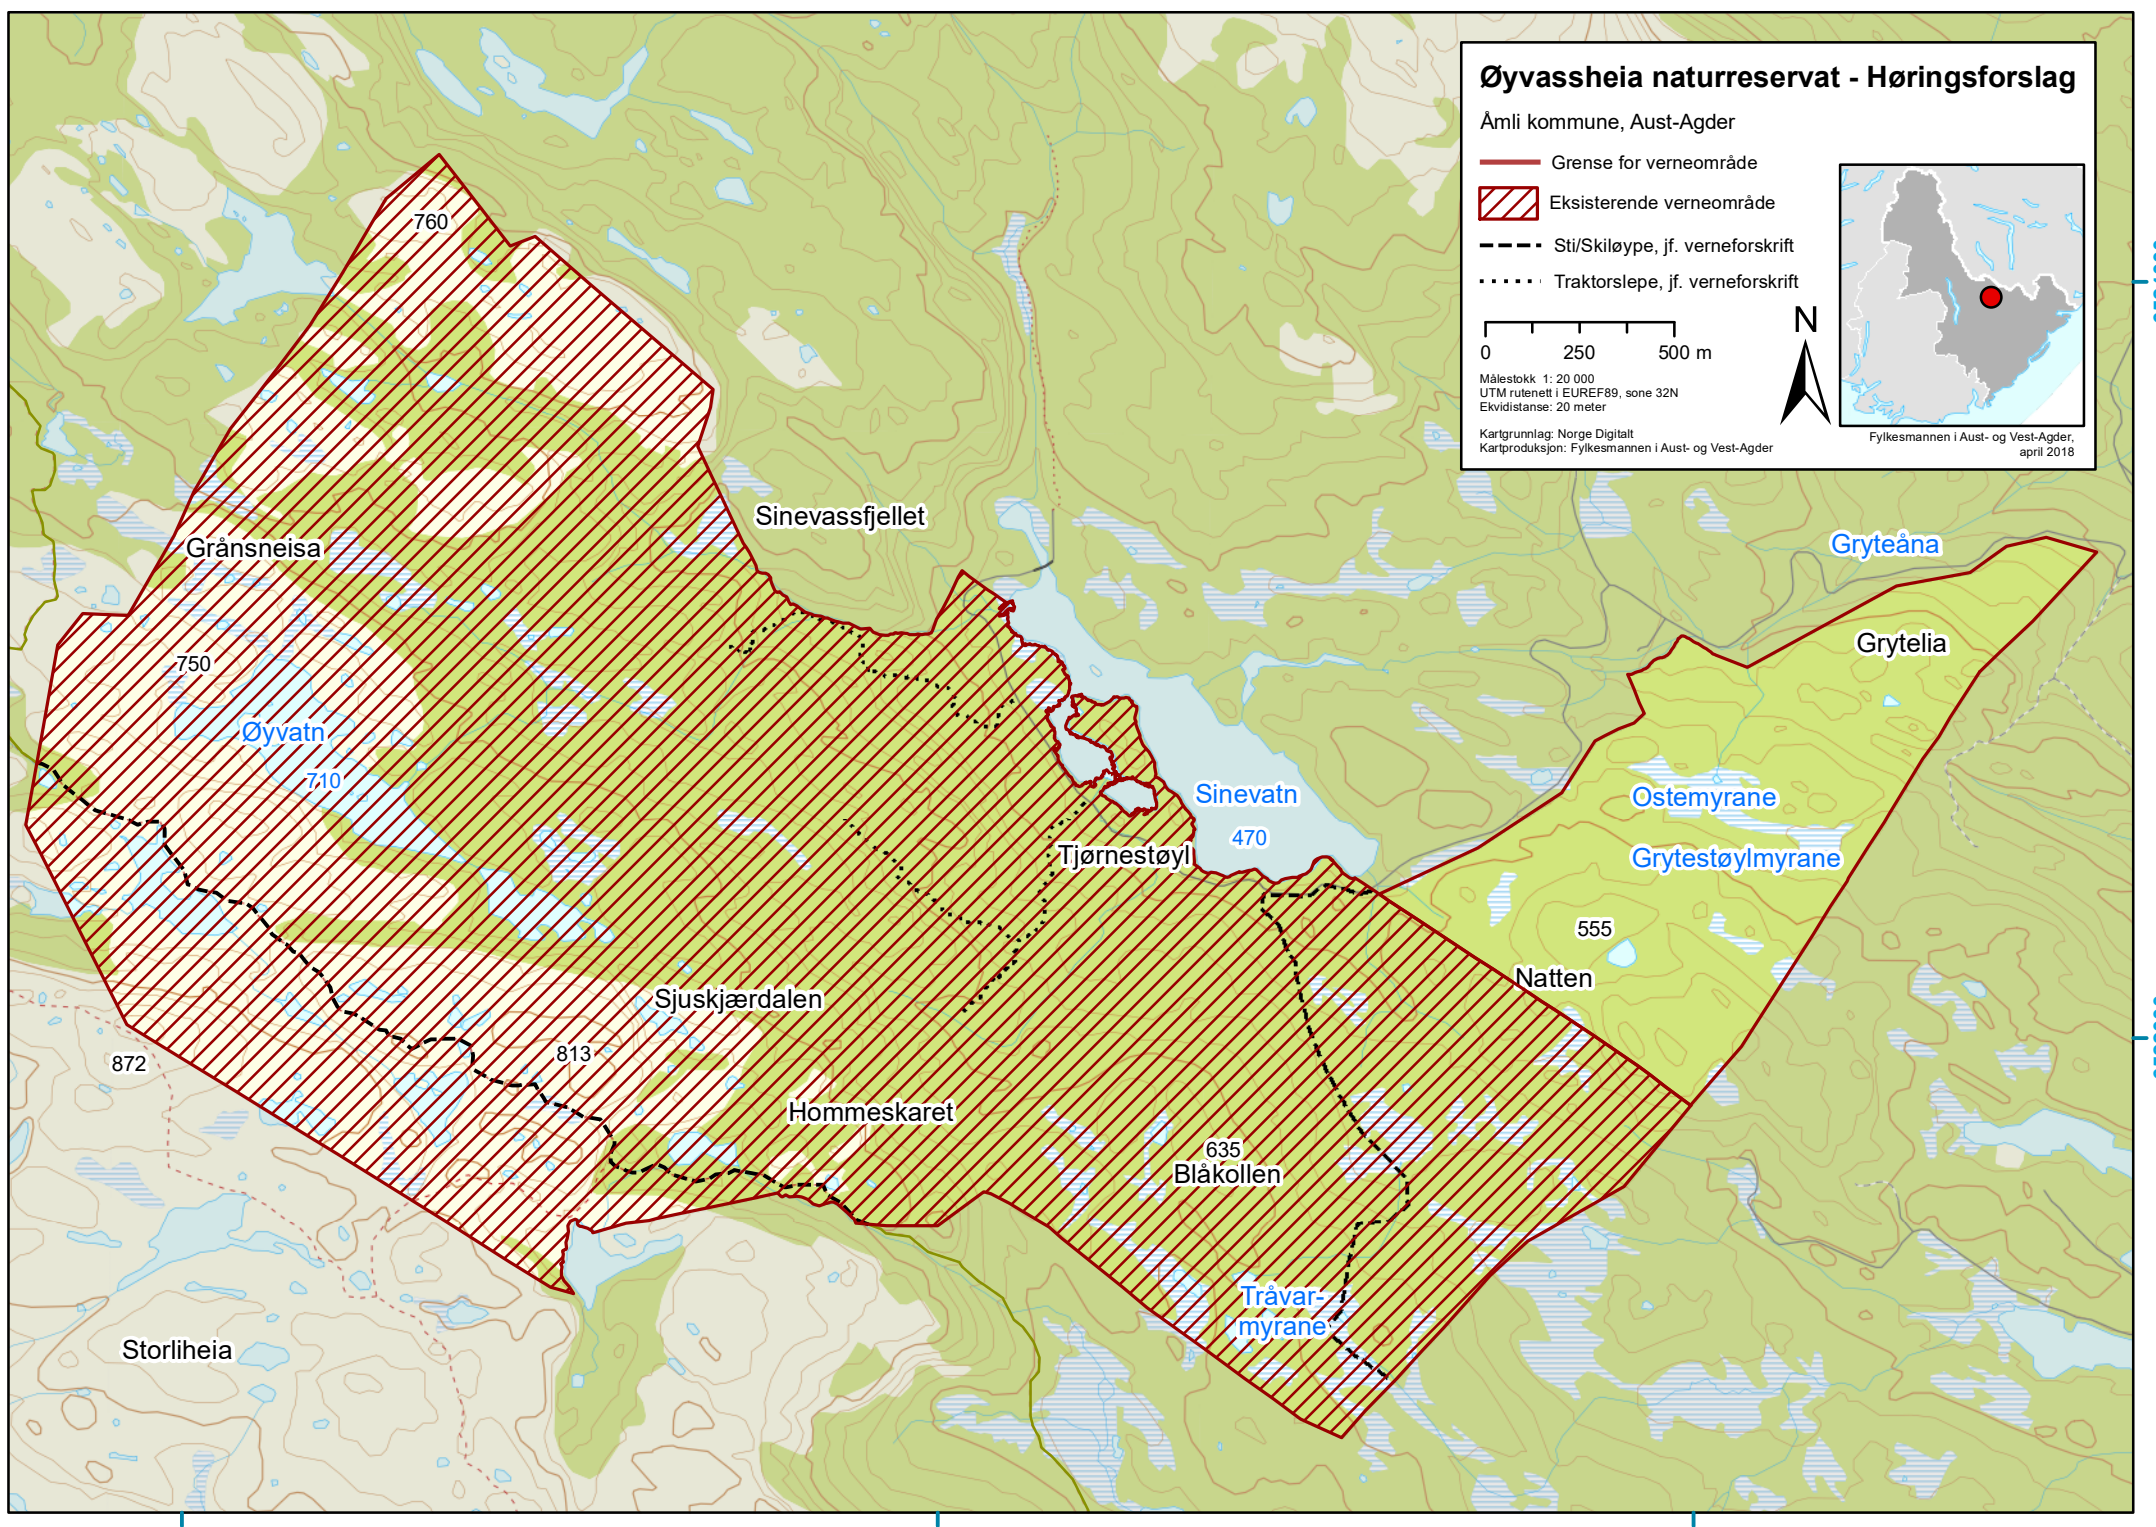 Øyvassheia naturreservat - Høringsforslag
Åmli kommune, Aust-Agder
Grense for verneområde
Eksisterende verneområde
Sti/Skiløype, jf. verneforskrift
Traktorslepe, jf. verneforskrift
0 250 500 m
N
Målestokk 1: 20 000
UTM rutenett i EUREF89, sone 32N
Ekvidistanse: 20 meter
Kartgrunnlag: Norge Digitalt
Kartproduksjon: Fylkesmannen i Aust- og Vest-Agder
Fylkesmannen i Aust- og Vest-Agder,
april 2018
760
Sinevassfjellet
Grånsneisa
Gryteåna
Grytelia
750
Øyvatn
710
Sinevatn
470
Ostemyrane
Tjørnestøyl
Grytestøylmyrane
555
Natten
Sjuskjærdalen
813
872
Hommeskaret
635
Blåkollen
Tråvar-
myrane
Storliheia